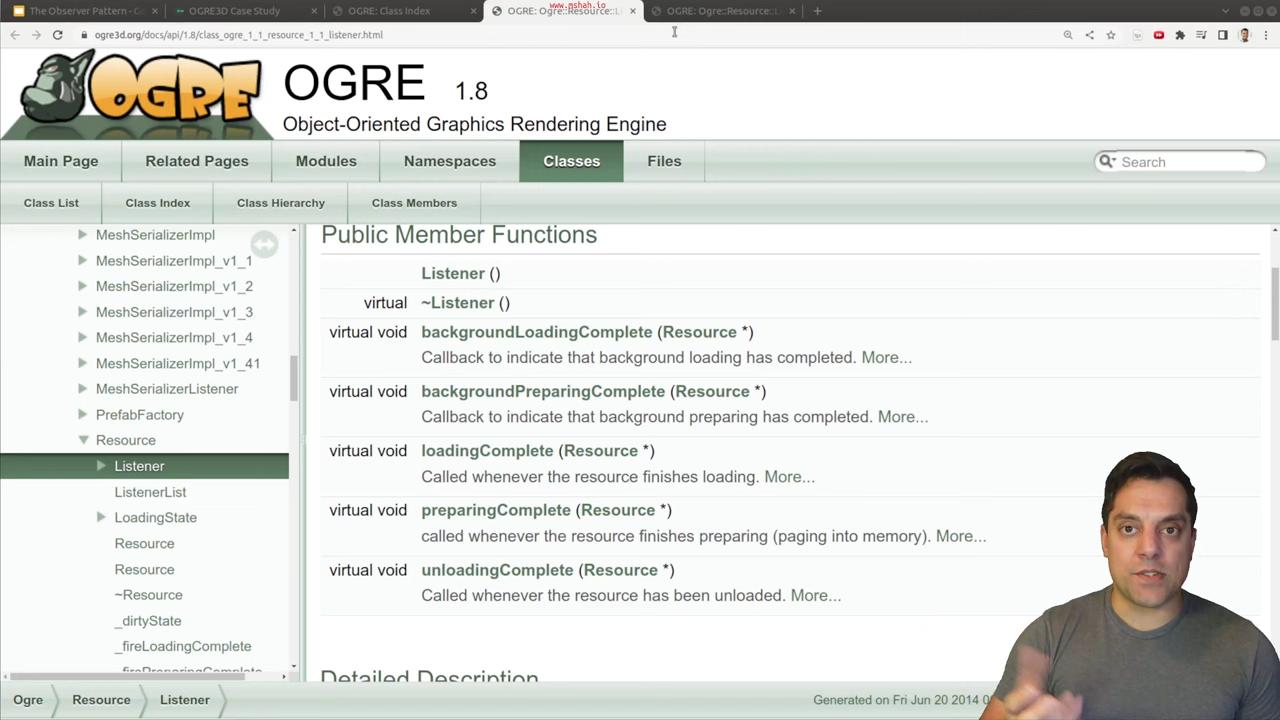 www.mshah.io
The Observer Pattern - G
OGRE3D Case Study
OGRE: Class Index
OGRE: Ogre::Resource::Li
OGRE: Ogre::Resource::L
ogre3d.org/docs/api/1.8/class_ogre_1_1_resource_1_1_listener.html
OGRE
OGRE 1.8
Object-Oriented Graphics Rendering Engine
Main Page
Related Pages
Modules
Namespaces
Classes
Files
Search
Class List
Class Index
Class Hierarchy
Class Members
MeshSerializerImpl
MeshSerializerImpl_v1_1
MeshSerializerImpl_v1_2
MeshSerializerImpl_v1_3
MeshSerializerImpl_v1_4
MeshSerializerImpl_v1_41
MeshSerializerListener
PrefabFactory
Resource
Listener
ListenerList
LoadingState
Resource
Resource
~Resource
_dirtyState
_fireLoadingComplete
_firePreparingComplete
Public Member Functions
Listener ()
virtual ~Listener ()
virtual void backgroundLoadingComplete (Resource *)
Callback to indicate that background loading has completed. More...
virtual void backgroundPreparingComplete (Resource *)
Callback to indicate that background preparing has completed. More...
virtual void loadingComplete (Resource *)
Called whenever the resource finishes loading. More...
virtual void preparingComplete (Resource *)
called whenever the resource finishes preparing (paging into memory). More...
virtual void unloadingComplete (Resource *)
Called whenever the resource has been unloaded. More...
Detailed Description
Ogre
Resource
Listener
Generated on Fri Jun 20 2014